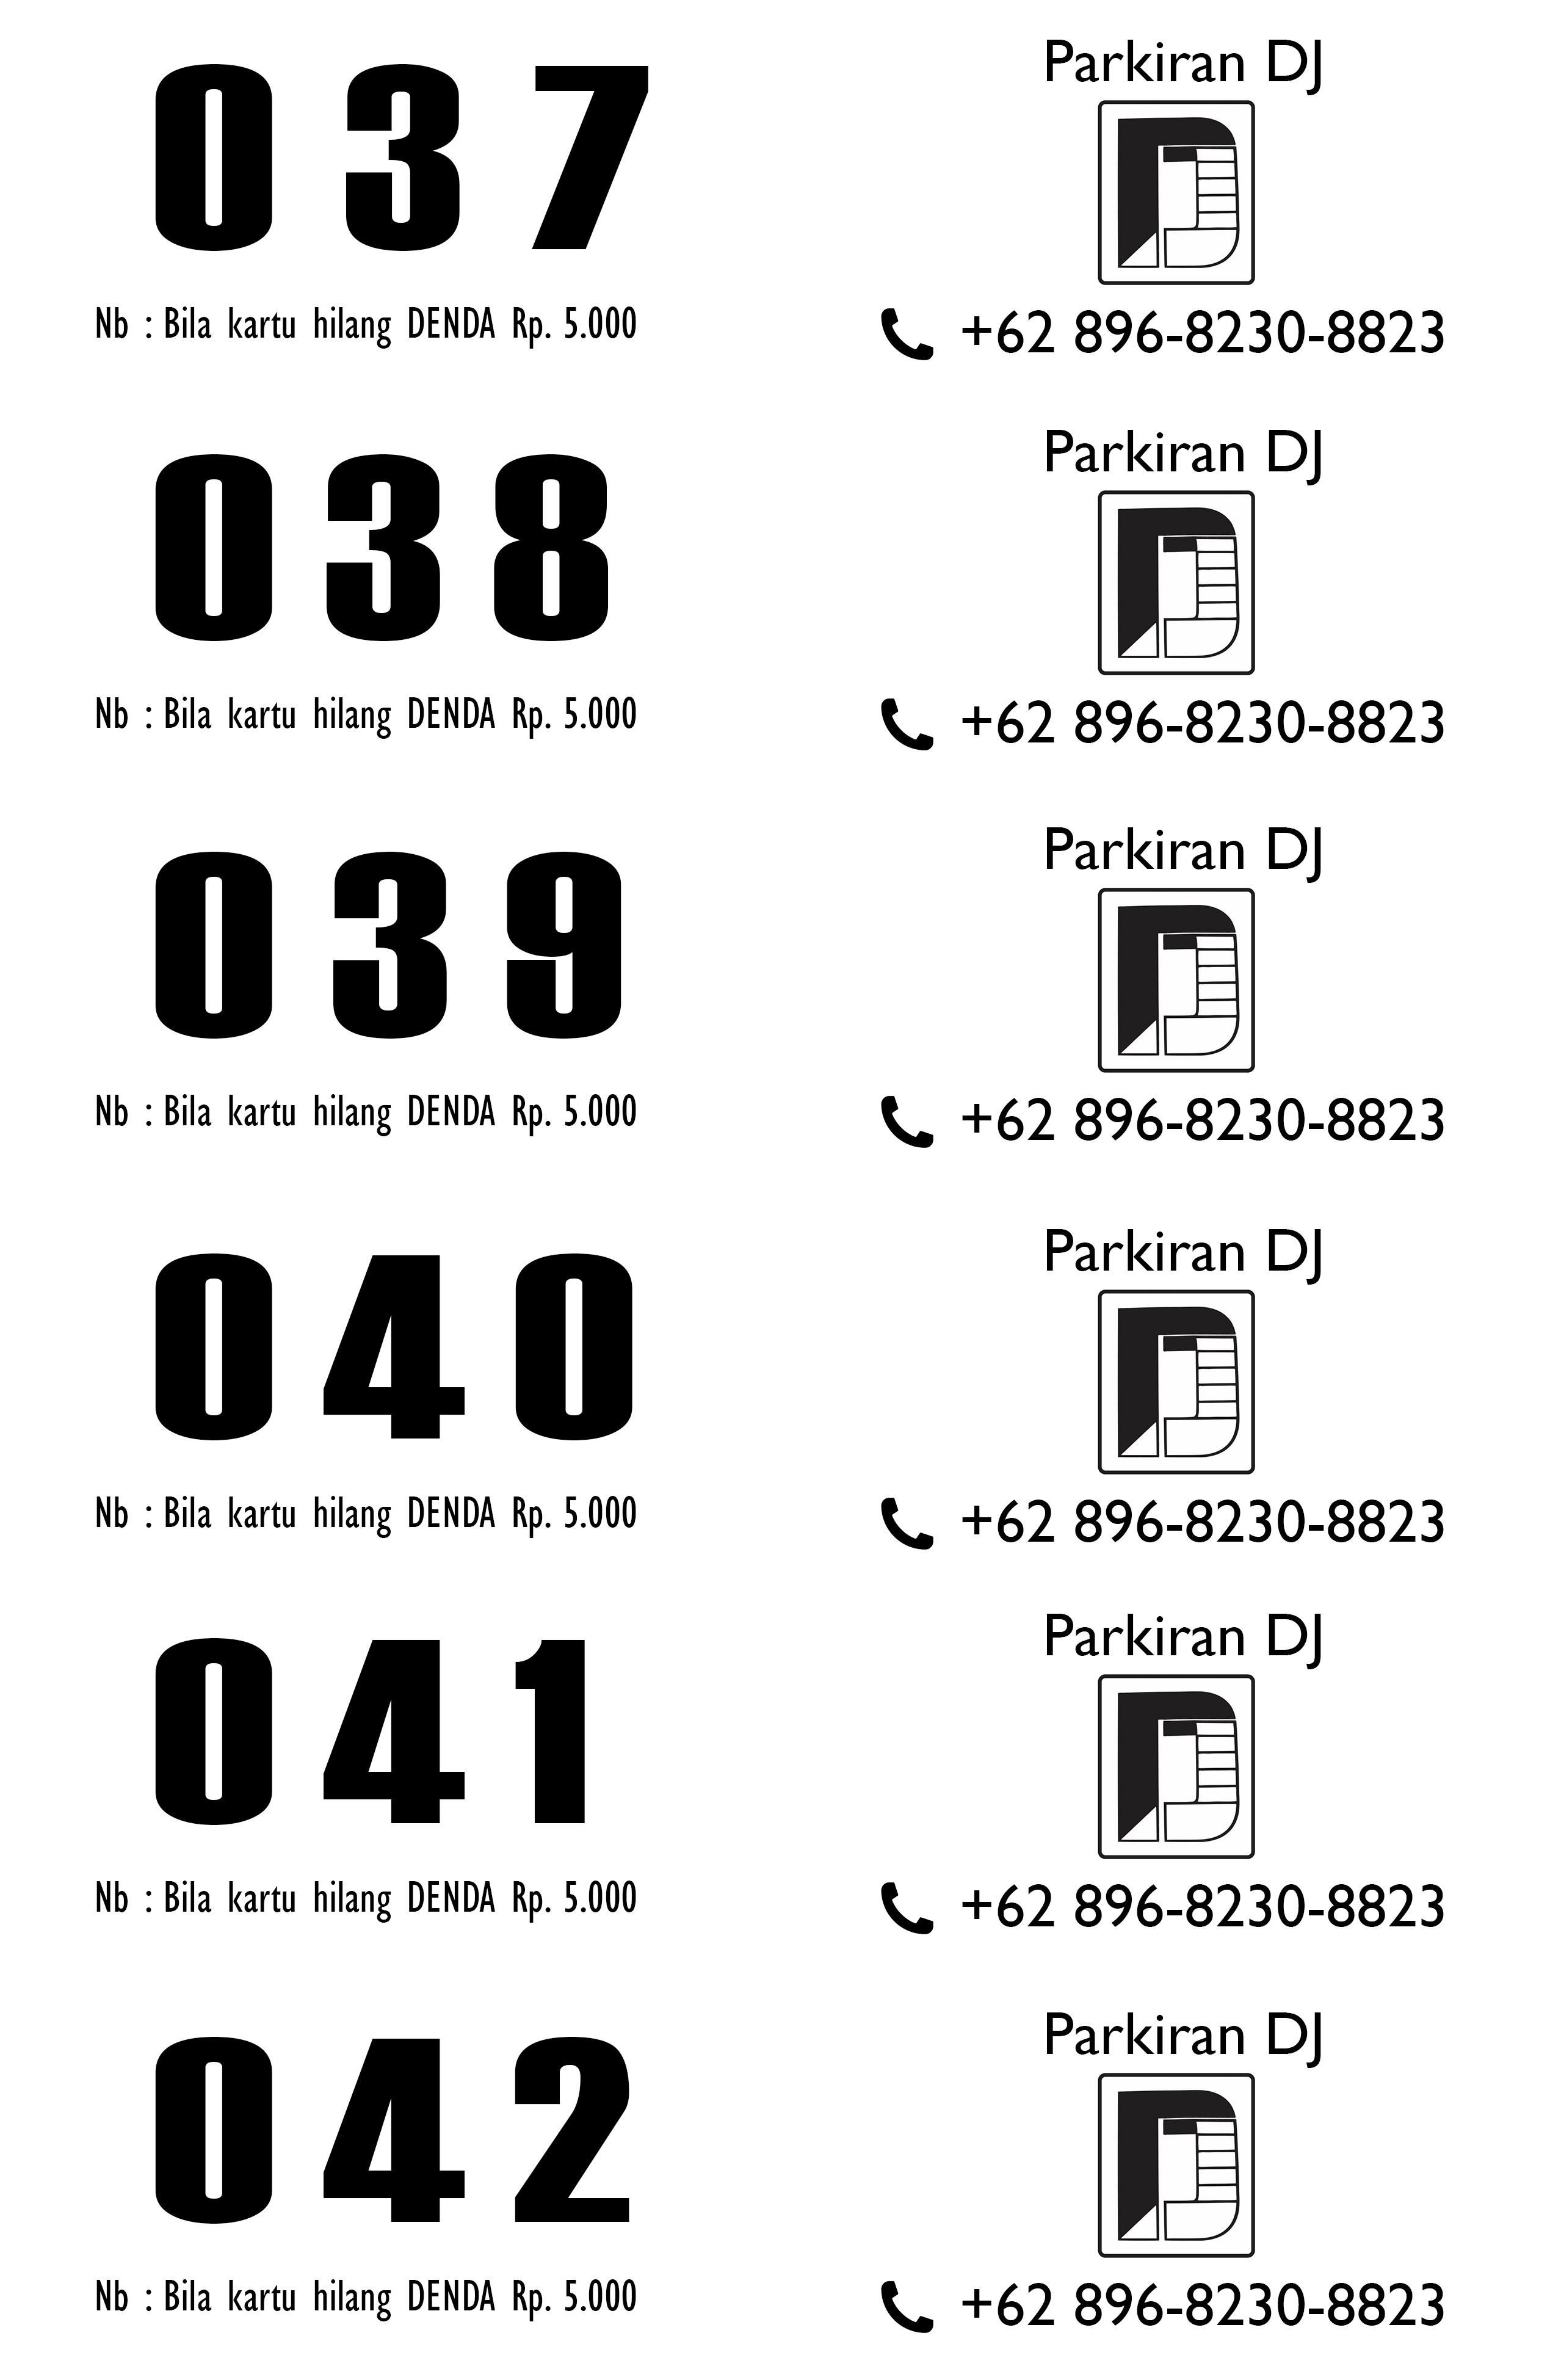 037
Nb : Bila kartu hilang DENDA Rp. 5.000
Parkiran DJ
+62 896-8230-8823
038
Nb : Bila kartu hilang DENDA Rp. 5.000
Parkiran DJ
+62 896-8230-8823
039
Nb : Bila kartu hilang DENDA Rp. 5.000
Parkiran DJ
+62 896-8230-8823
040
Nb : Bila kartu hilang DENDA Rp. 5.000
Parkiran DJ
+62 896-8230-8823
041
Nb : Bila kartu hilang DENDA Rp. 5.000
Parkiran DJ
+62 896-8230-8823
042
Nb : Bila kartu hilang DENDA Rp. 5.000
Parkiran DJ
+62 896-8230-8823